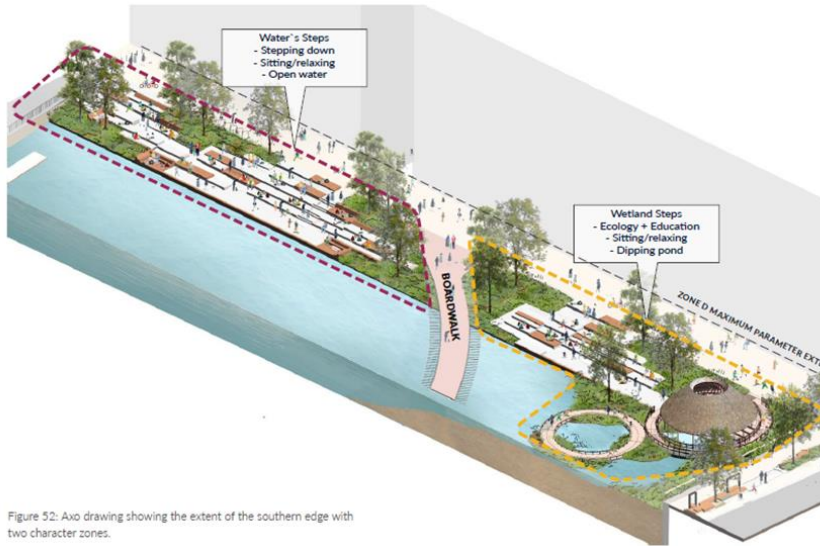 Water`s Steps
- Stepping down
- Sitting/relaxing
- Open water
Wetland Steps
- Ecology + Education
- Sitting/relaxing
- Dipping pond
BOARDWALK
ZONE D MAXIMUM PARAMETER EXT
Figure 52: Axo drawing showing the extent of the southern edge with
two character zones.